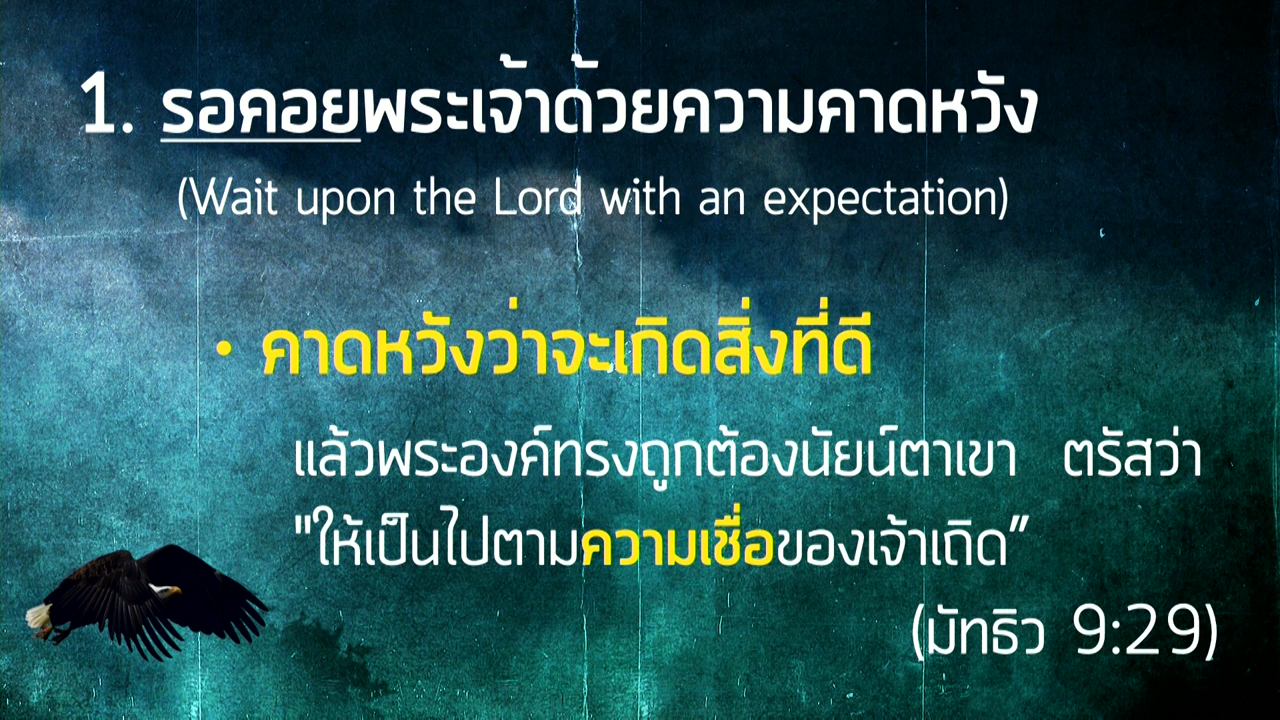 1. รอคอยพระเจ้าด้วยความคาดหวัง
(Wait upon the Lord with an expectation)
• คาดหวังว่าจะเกิดสิ่งที่ดี
แล้วพระองค์ทรงถูกต้องนัยน์ตาเขา ตรัสว่า
"ให้เป็นไปตามความเชื่อของเจ้าเถิด”
(มัทธิว 9:29)